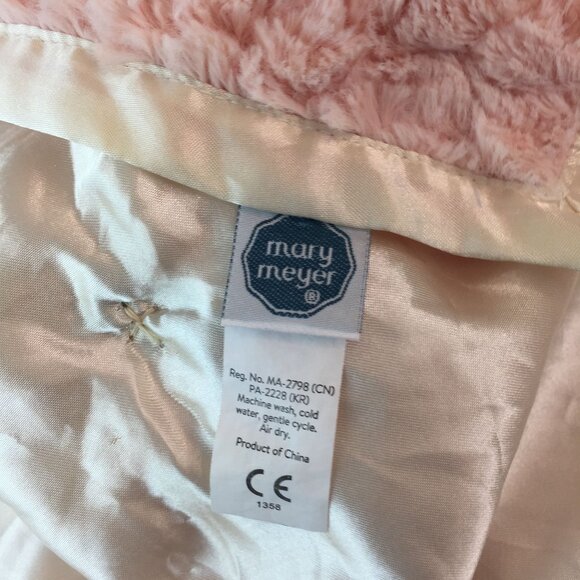 mary
meyer
®
Reg. No. MA-2798 (CN)
PA-2228 (KR)
Machine wash, cold
water, gentle cycle.
Air dry.
Product of China
CE
1358